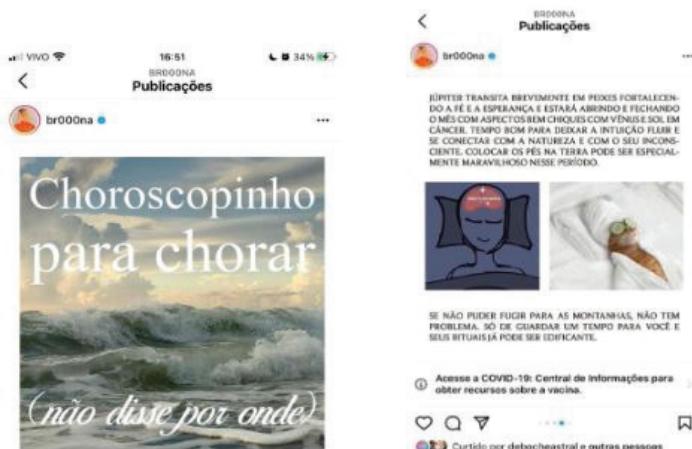 VIVO
16:51
34%
BR000NA
Publicações
br000na
Choroscopinho
para chorar
(não disse por onde)
BR000NA
Publicações
br000na
JÚPITER TRANSITA BREVEMENTE EM PEIXES FORTALECEN-
DO A FÉ E A ESPERANÇA E ESTARÁ ABRINDO E FECHANDO
O MÊS COM ASPECTOS BEM CHIQUES COM VÊNUS E SOL EM
CÂNCER. TEMPO BOM PARA DEIXAR A INTUIÇÃO FLUIR E
SE CONECTAR COM A NATUREZA E COM O SEU INCONS-
CIENTE. COLOCAR OS PÉS NA TERRA PODE SER ESPECIAL-
MENTE MARAVILHOSO NESSE PERÍODO.
SE NÃO PUDER FUGIR PARA AS MONTANHAS, NÃO TEM
PROBLEMA. SÓ DE GUARDAR UM TEMPO PARA VOCÊ E
SEUS RITUAIS JÁ PODE SER EDIFICANTE.
Acesse a COVID-19: Central de Informações para
obter recursos sobre a vacina.
Curtido por debocheastral e outras pessoas